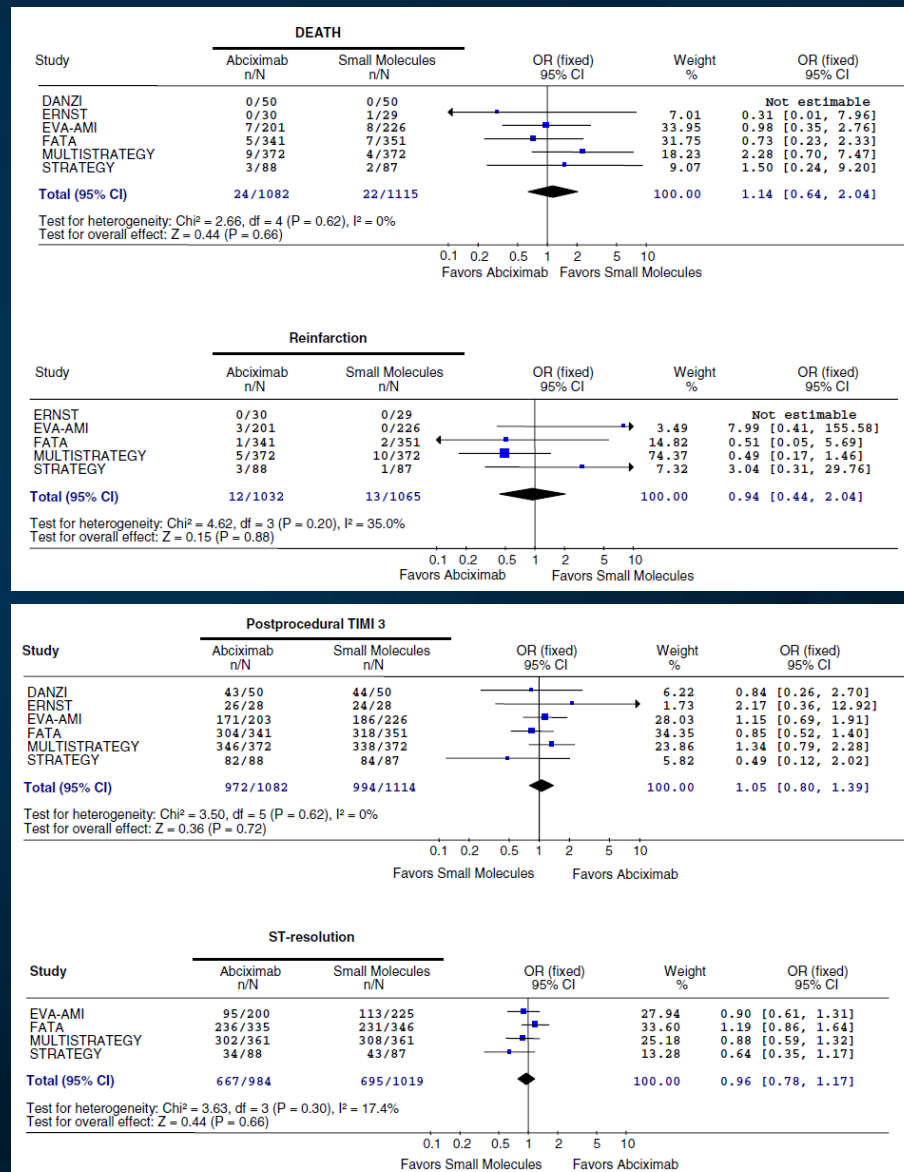 DEATH
Study Abciximab Small Molecules OR (fixed) Weight OR (fixed)
n/N n/N 95% CI % 95% CI
DANZI 0/50 0/50 Not estimable
ERNST 0/30 1/29 7.01 0.31 [0.01, 7.96]
EVA-AMI 7/201 8/226 33.95 0.98 [0.35, 2.76]
FATA 5/341 7/351 31.75 0.73 [0.23, 2.33]
MULTISTRATEGY 9/372 4/372 18.23 2.28 [0.70, 7.47]
STRATEGY 3/88 2/87 9.07 1.50 [0.24, 9.20]
Total (95% CI) 24/1082 22/1115 100.00 1.14 [0.64, 2.04]
Test for heterogeneity: Chi² = 2.66, df = 4 (P = 0.62), I² = 0%
Test for overall effect: Z = 0.44 (P = 0.66)
0.1 0.2 0.5 1 2 5 10
Favors Abciximab Favors Small Molecules
Reinfarction
Study Abciximab Small Molecules OR (fixed) Weight OR (fixed)
n/N n/N 95% CI % 95% CI
ERNST 0/30 0/29 Not estimable
EVA-AMI 3/201 0/226 3.49 7.99 [0.41, 155.58]
FATA 1/341 2/351 14.82 0.51 [0.05, 5.69]
MULTISTRATEGY 5/372 10/372 74.37 0.49 [0.17, 1.46]
STRATEGY 3/88 1/87 7.32 3.04 [0.31, 29.76]
Total (95% CI) 12/1032 13/1065 100.00 0.94 [0.44, 2.04]
Test for heterogeneity: Chi² = 4.62, df = 3 (P = 0.20), I² = 35.0%
Test for overall effect: Z = 0.15 (P = 0.88)
0.1 0.2 0.5 1 2 5 10
Favors Abciximab Favors Small Molecules
Postprocedural TIMI 3
Study Abciximab Small Molecules OR (fixed) Weight OR (fixed)
n/N n/N 95% CI % 95% CI
DANZI 43/50 44/50 6.22 0.84 [0.26, 2.70]
ERNST 26/28 24/28 1.73 2.17 [0.36, 12.92]
EVA-AMI 171/203 186/226 28.03 1.15 [0.69, 1.91]
FATA 304/341 318/351 34.35 0.85 [0.52, 1.40]
MULTISTRATEGY 346/372 338/372 23.86 1.34 [0.79, 2.28]
STRATEGY 82/88 84/87 5.82 0.49 [0.12, 2.02]
Total (95% CI) 972/1082 994/1114 100.00 1.05 [0.80, 1.39]
Test for heterogeneity: Chi² = 3.50, df = 5 (P = 0.62), I² = 0%
Test for overall effect: Z = 0.36 (P = 0.72)
0.1 0.2 0.5 1 2 5 10
Favors Small Molecules Favors Abciximab
ST-resolution
Study Abciximab Small Molecules OR (fixed) Weight OR (fixed)
n/N n/N 95% CI % 95% CI
EVA-AMI 95/200 113/225 27.94 0.90 [0.61, 1.31]
FATA 236/335 231/346 33.60 1.19 [0.86, 1.64]
MULTISTRATEGY 302/361 308/361 25.18 0.88 [0.59, 1.32]
STRATEGY 34/88 43/87 13.28 0.64 [0.35, 1.17]
Total (95% CI) 667/984 695/1019 100.00 0.96 [0.78, 1.17]
Test for heterogeneity: Chi² = 3.63, df = 3 (P = 0.30), I² = 17.4%
Test for overall effect: Z = 0.44 (P = 0.66)
0.1 0.2 0.5 1 2 5 10
Favors Small Molecules Favors Abciximab